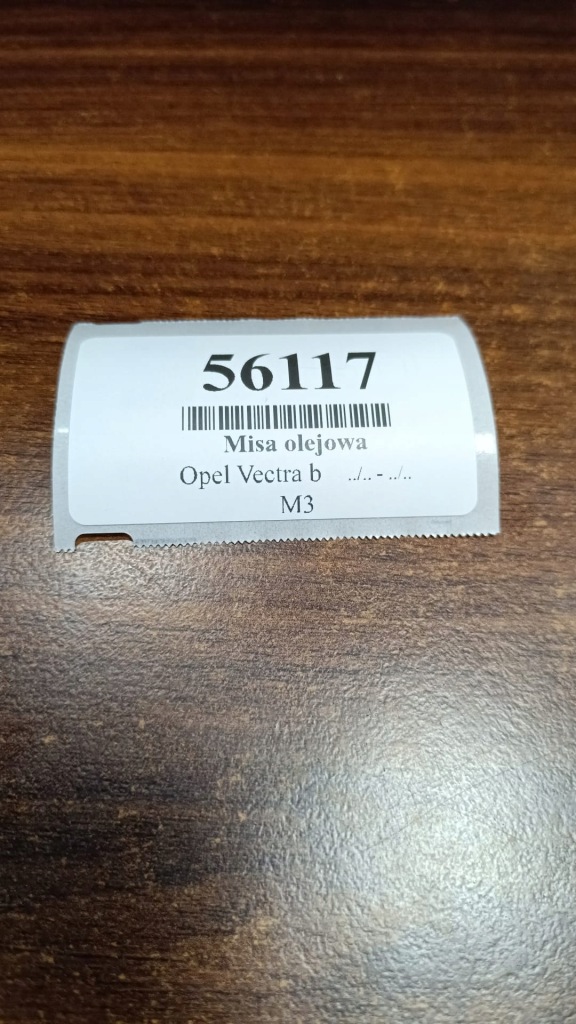 56117
Misa olejowa
Opel Vectra b ../.. - ../..
M3